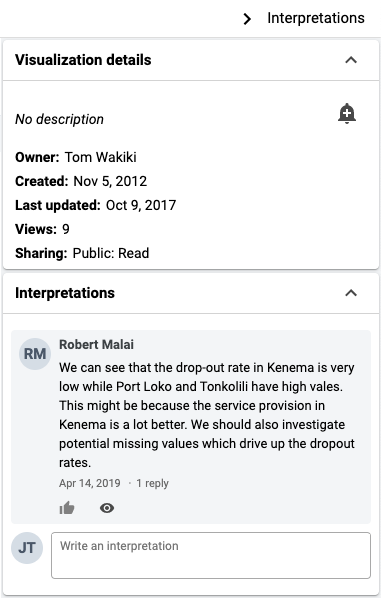 Interpretations
Visualization details
No description
Owner: Tom Wakiki
Created: Nov 5, 2012
Last updated: Oct 9, 2017
Views: 9
Sharing: Public: Read
Interpretations
RM
Robert Malai
We can see that the drop-out rate in Kenema is very
low while Port Loko and Tonkolili have high vales.
This might be because the service provision in
Kenema is a lot better. We should also investigate
potential missing values which drive up the dropout
rates.
Apr 14, 2019 · 1 reply
JT
Write an interpretation